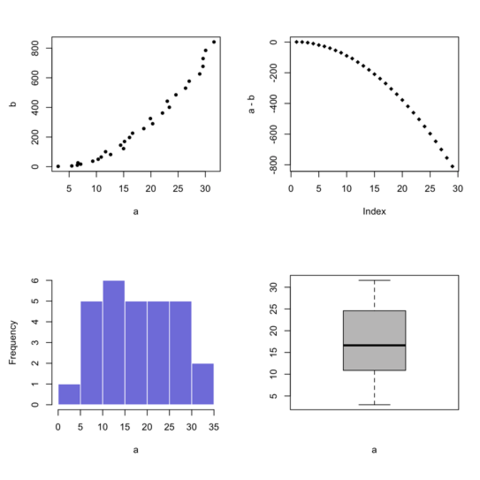 b
0 200 400 600 800
5 10 15 20 25 30
a
a - b
-800 -600 -400 -200 0
0 5 10 15 20 25 30
Index
Frequency
0 1 2 3 4 5 6
0 5 10 15 20 25 30 35
a
5 10 15 20 25 30
a